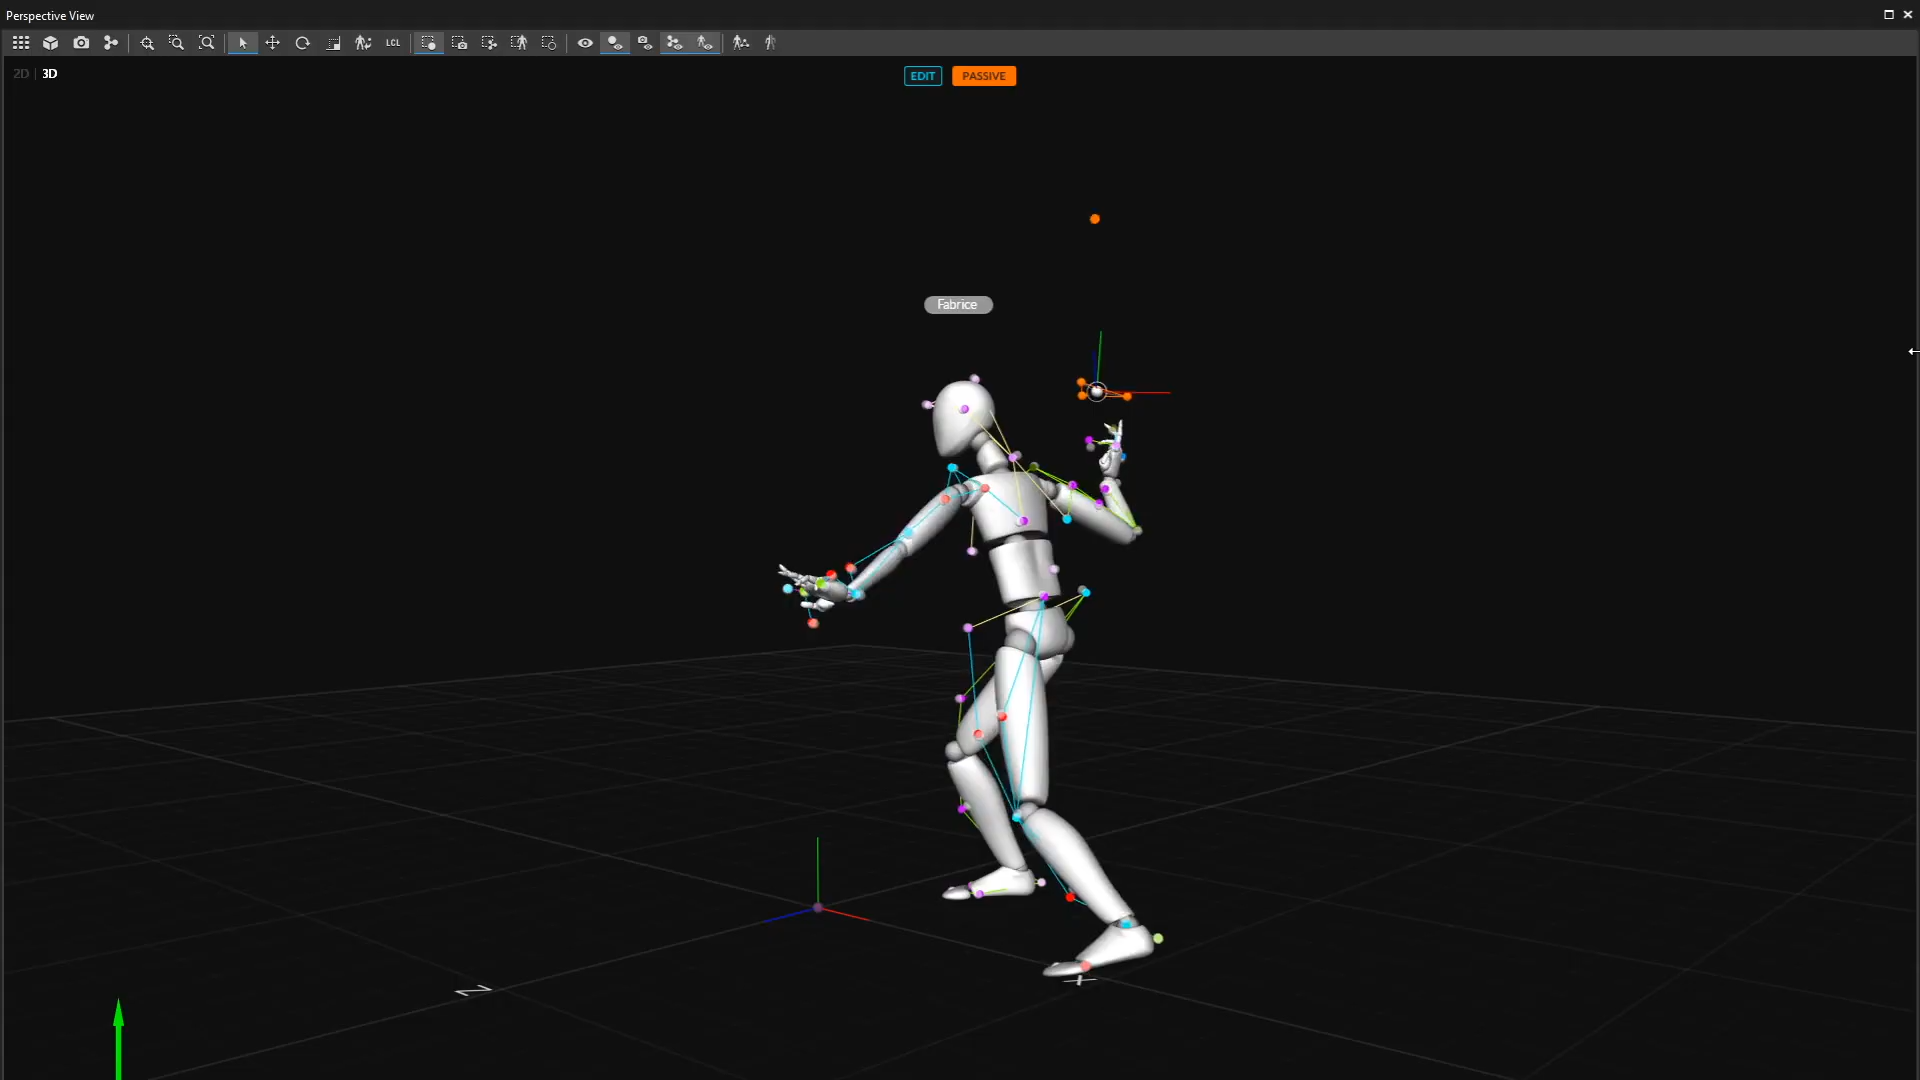 Perspective View
LCL
2D | 3D
EDIT PASSIVE
Fabrice